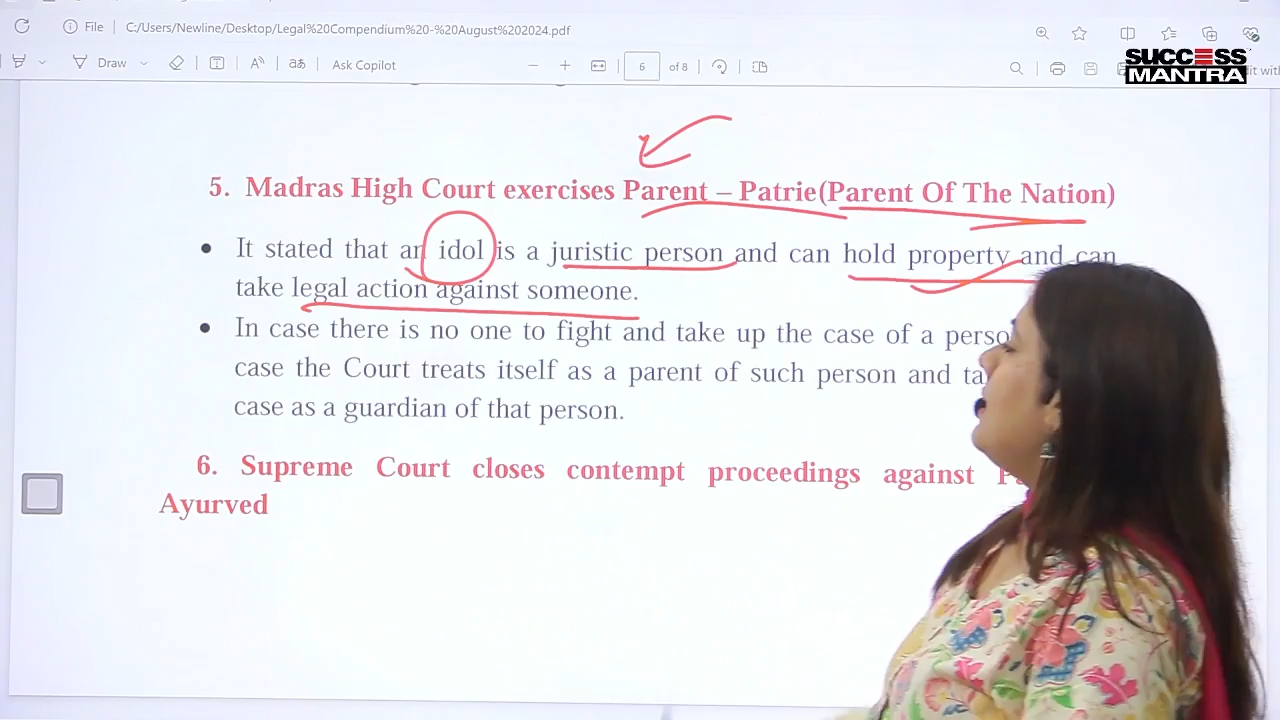 File C:/Users/Newline/Desktop/Legal%20Compendium%20-%20August%202024.pdf
Draw Ask Copilot 6 of 8 it with
SUCCESS
MANTRA
5. Madras High Court exercises Parent – Patrie(Parent Of The Nation)
It stated that an idol is a juristic person and can hold property and can
take legal action against someone.
In case there is no one to fight and take up the case of a
case the Court treats itself as a parent of such person and
case as a guardian of that person.
6. Supreme Court closes contempt proceedings against
Ayurved